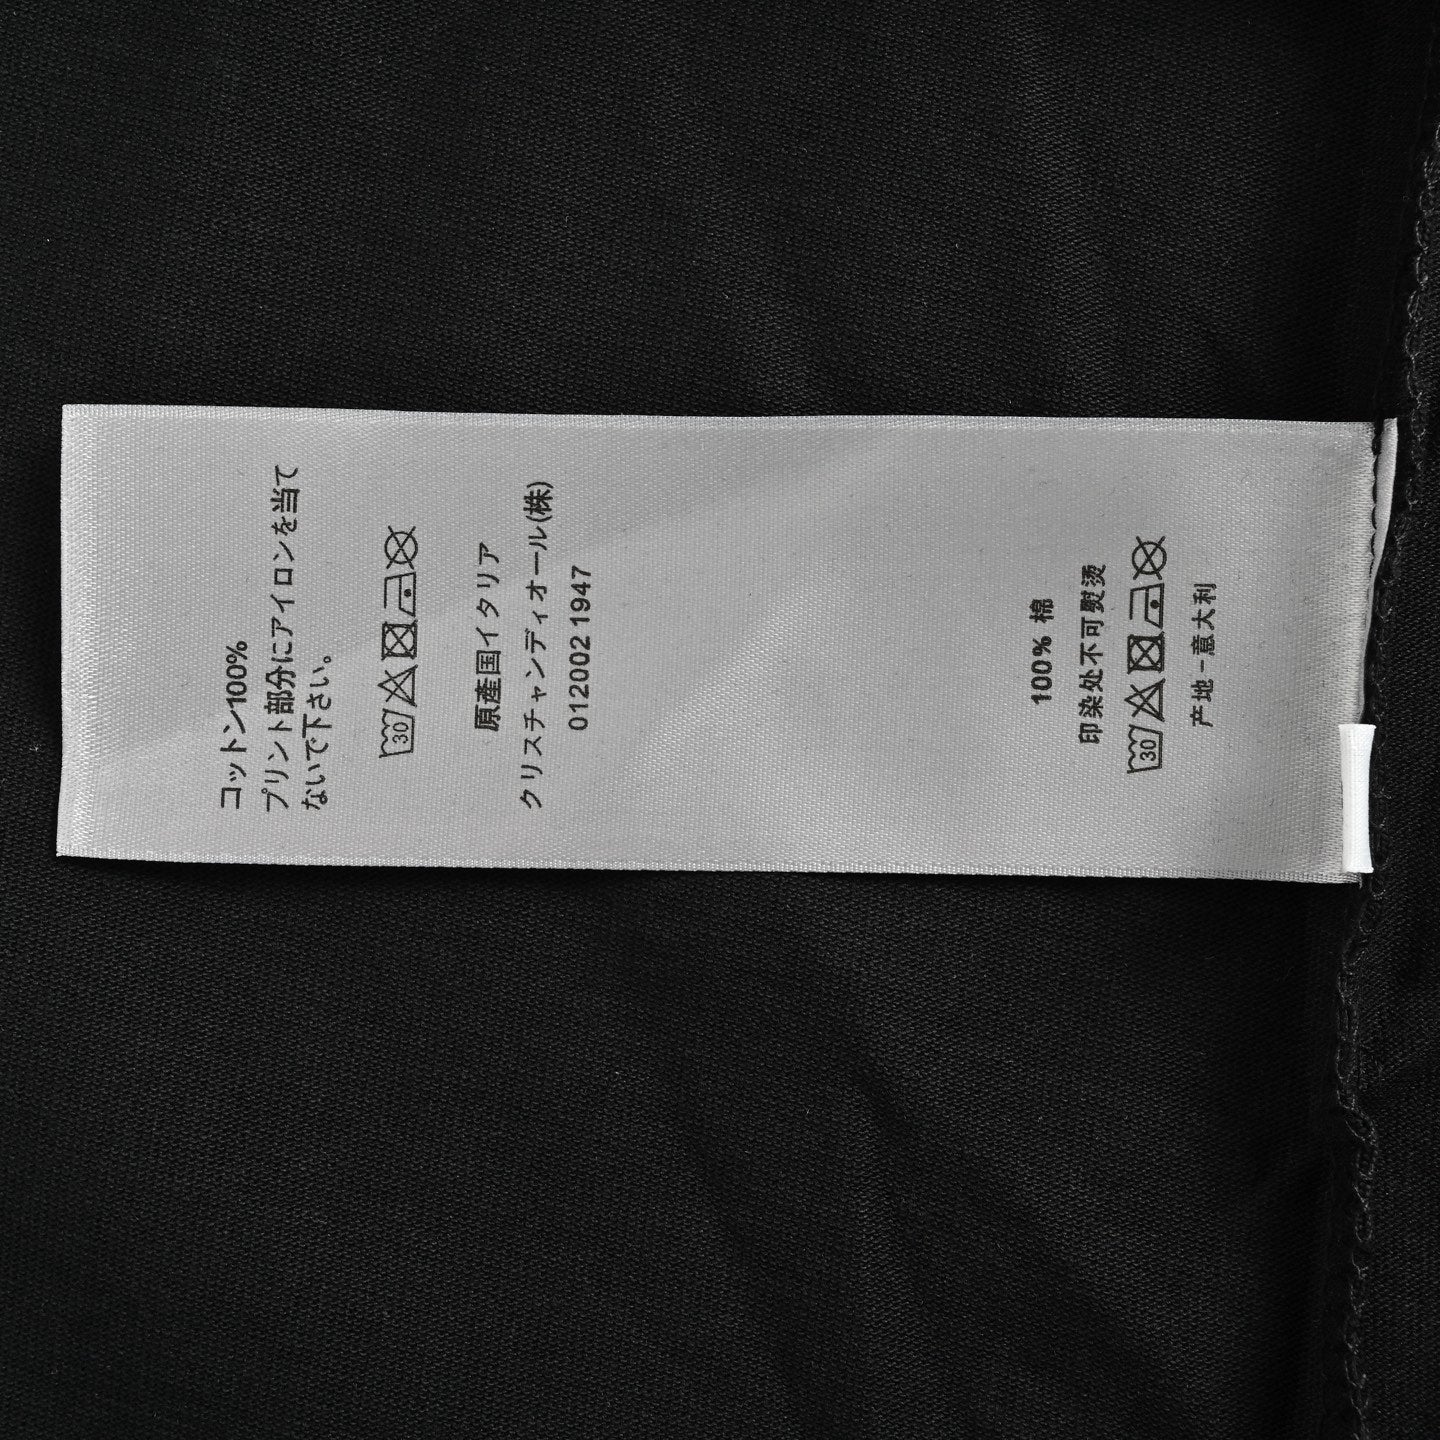 コットン100%
プリント部分にアイロンを当て
ないで下さい。
30
原産国イタリア
クリスチャンディオール(株)
012002 1947
100% 棉
印染处不可熨烫
30
产地-意大利